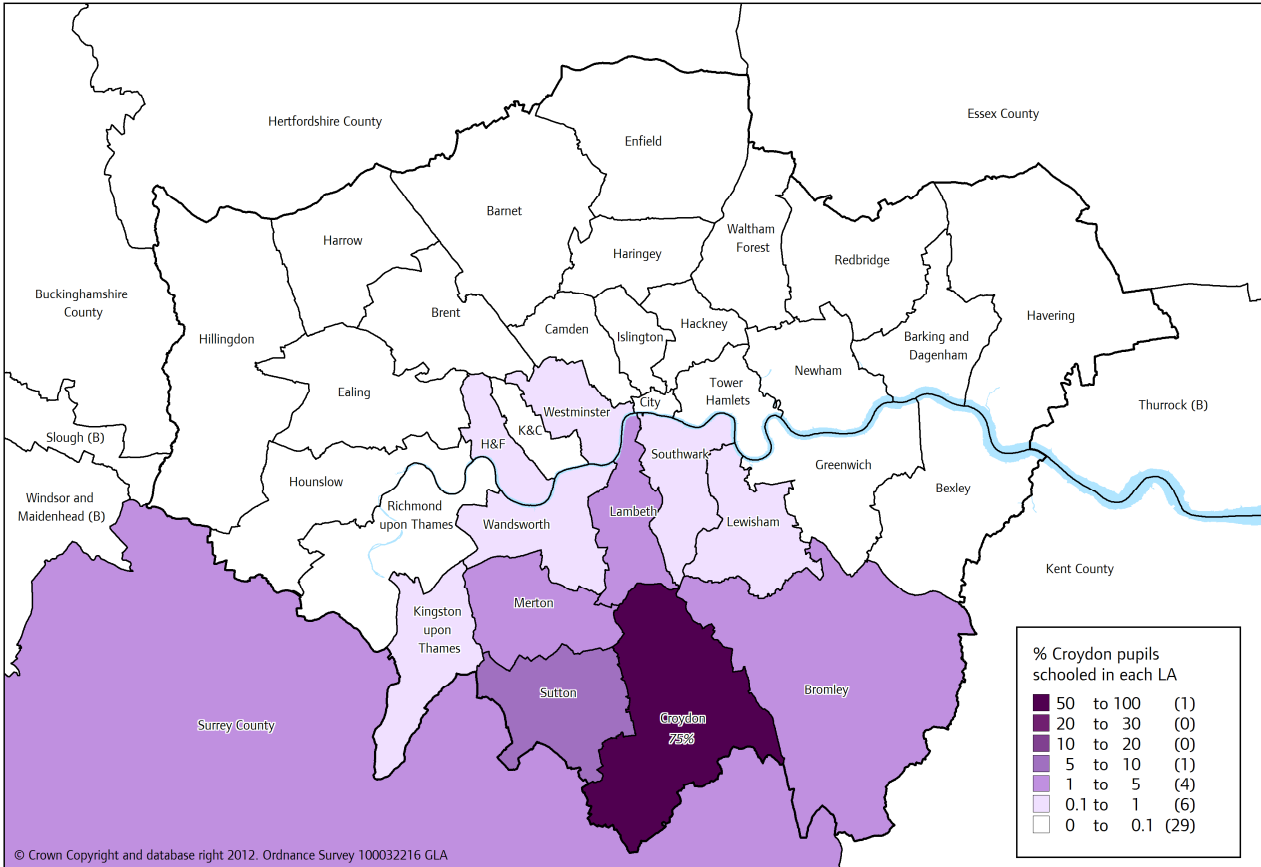 Hertfordshire County
Essex County
Enfield
Barnet
Harrow
Waltham
Forest
Haringey
Redbridge
Buckinghamshire
County
Hillingdon
Brent
Camden
Islington
Hackney
Havering
Barking and
Dagenham
Ealing
Newham
Tower
Hamlets
City
Westminster
K&C
H&F
Thurrock (B)
Slough (B)
Southwark
Greenwich
Hounslow
Bexley
Windsor and
Maidenhead (B)
Richmond
upon Thames
Wandsworth
Lambeth
Lewisham
Kent County
Merton
Kingston
upon
Thames
Sutton
Bromley
Surrey County
Croydon
75%
% Croydon pupils
schooled in each LA
50 to 100 (1)
20 to 30 (0)
10 to 20 (0)
5 to 10 (1)
1 to 5 (4)
0.1 to 1 (6)
0 to 0.1 (29)
© Crown Copyright and database right 2012. Ordnance Survey 100032216 GLA